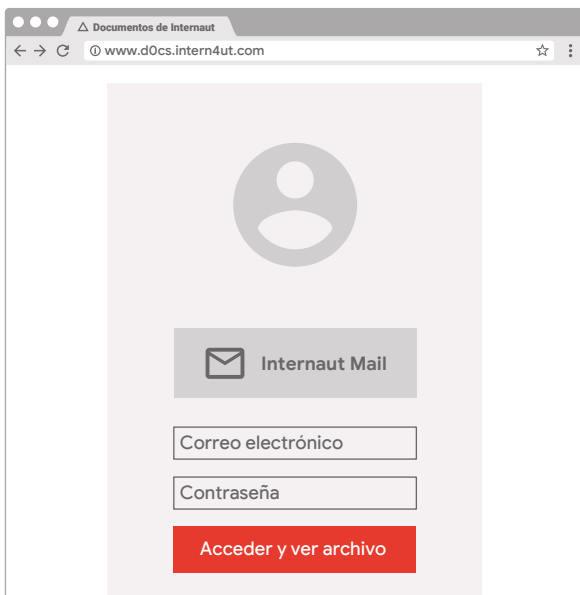 Documentos de Internaut
www.d0cs.intern4ut.com
Internaut Mail
Correo electrónico
Contraseña
Acceder y ver archivo